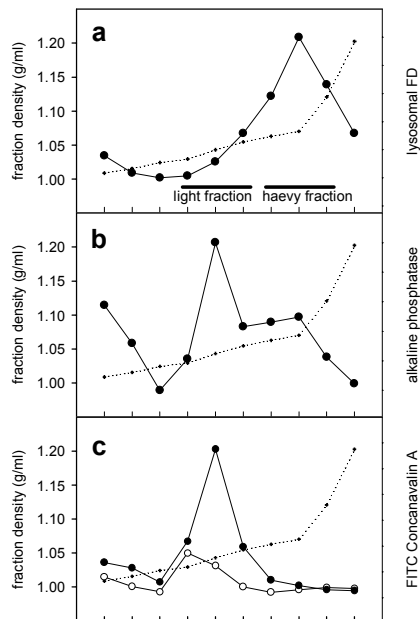 a
fraction density (g/ml)
1.20
1.15
1.10
1.05
1.00
light fraction
haevy fraction
lysosomal FD
b
fraction density (g/ml)
1.20
1.15
1.10
1.05
1.00
alkaline phosphatase
c
fraction density (g/ml)
1.20
1.15
1.10
1.05
1.00
FITC Concanavalin A